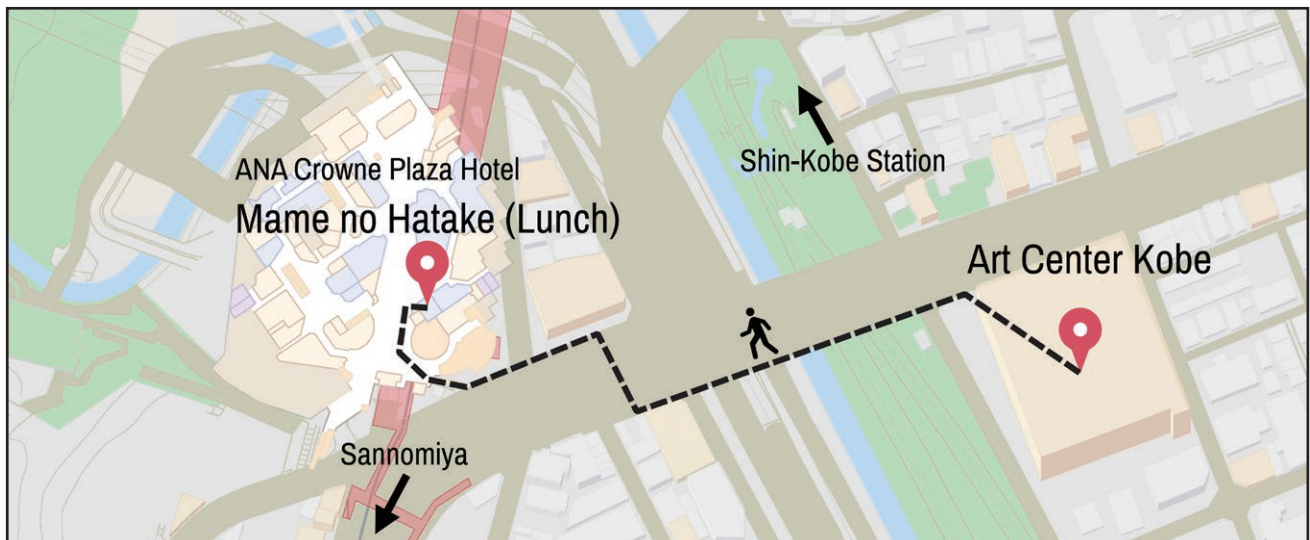 ANA Crowne Plaza Hotel
Mame no Hatake (Lunch)
Shin-Kobe Station
Art Center Kobe
Sannomiya